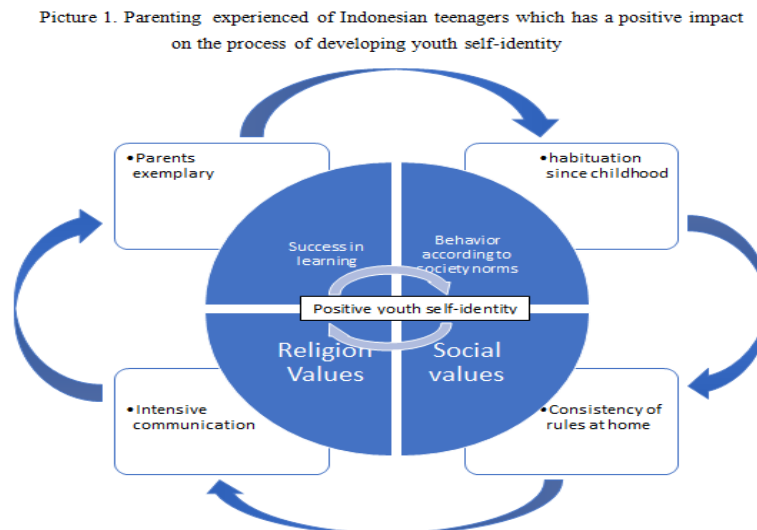 Picture 1. Parenting experienced of Indonesian teenagers which has a positive impact
on the process of developing youth self-identity
•Parents
exemplary
•habituation
since childhood
Success in
learning
Behavior
according to
society norms
Positive youth self-identity
Religion
Values
Social
values
•Intensive
communication
•Consistency of
rules at home